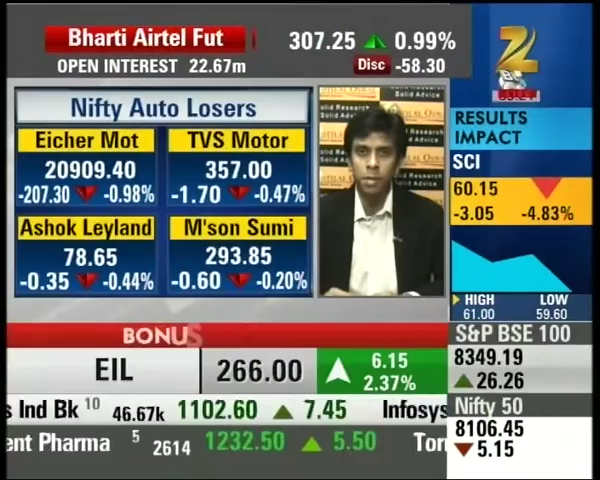 Bharti Airtel Fut
307.25 0.99%
OPEN INTEREST 22.67m
Disc -58.30
Z
Nifty Auto Losers
Eicher Mot
20909.40
-207.30 -0.98%
TVS Motor
357.00
-1.70 -0.47%
Ashok Leyland
78.65
-0.35 -0.44%
M'son Sumi
293.85
-0.60 -0.20%
Solid Research
Solid Advice
RESULTS
IMPACT
SCI
60.15
-3.05 -4.83%
HIGH LOW
61.00 59.60
BONUS
EIL 266.00 6.15
2.37%
S&P BSE 100
8349.19
26.26
Nifty 50
8106.45
5.15
s Ind Bk 10 46.67k 1102.60 7.45 Infosys
ent Pharma 5 2614 1232.50 5.50 Torr